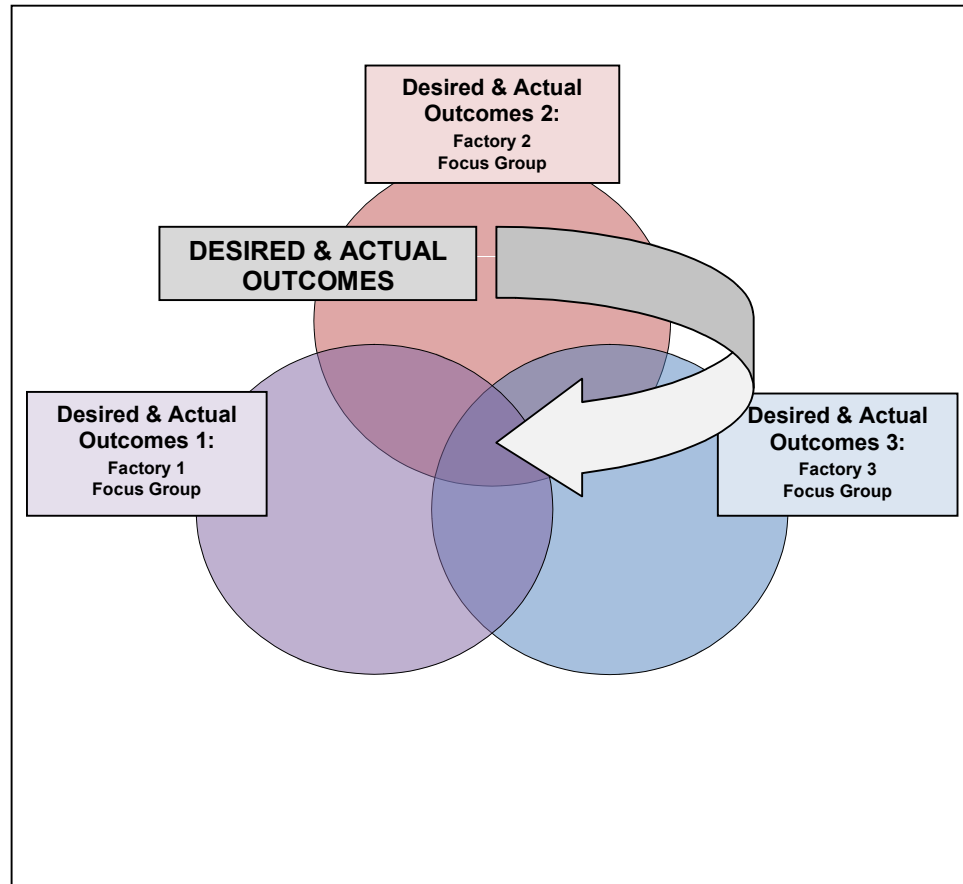 Desired & Actual
Outcomes 2:
Factory 2
Focus Group
DESIRED & ACTUAL
OUTCOMES
Desired & Actual
Outcomes 1:
Factory 1
Focus Group
Desired & Actual
Outcomes 3:
Factory 3
Focus Group